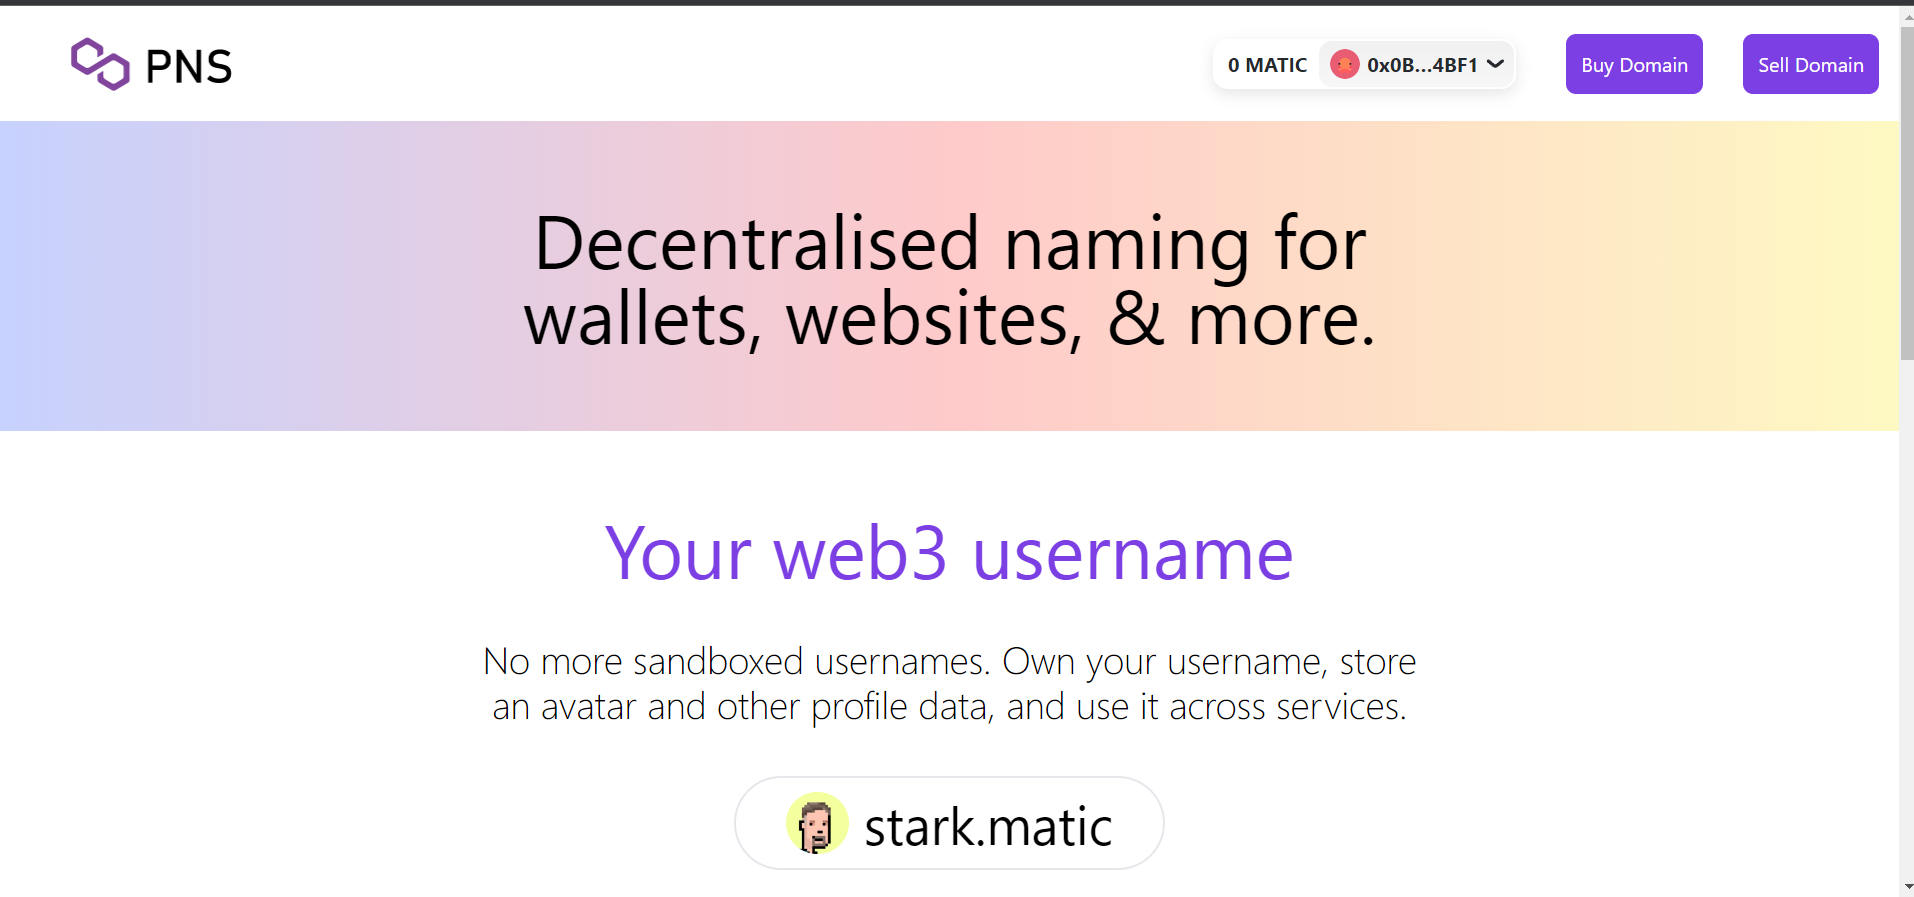 PNS
0 MATIC 0x0B...4BF1
Buy Domain
Sell Domain
Decentralised naming for
wallets, websites, & more.
Your web3 username
No more sandboxed usernames. Own your username, store
an avatar and other profile data, and use it across services.
stark.matic